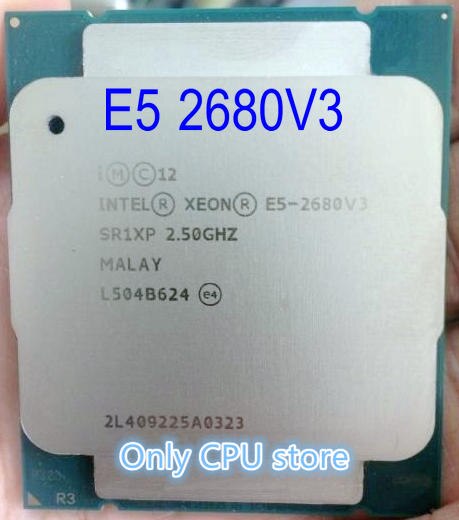 E5 2680V3
i Ⓜ Ⓒ 12
INTEL® XEON® E5-2680V3
SR1XP 2.50GHZ
MALAY
L504B624 e4
2L409225A0323
Only CPU store
R3